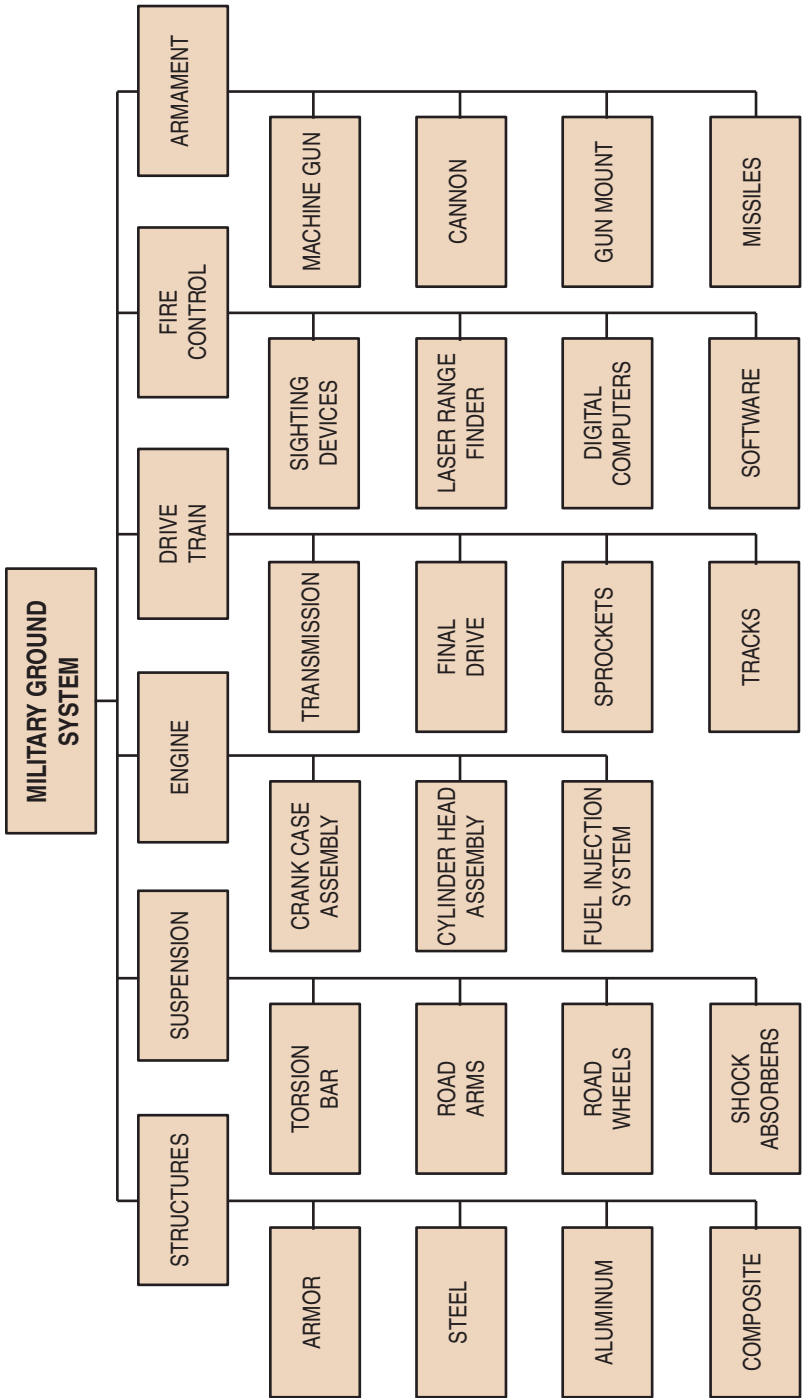 MILITARY GROUND
SYSTEM
STRUCTURES
ARMOR
STEEL
ALUMINUM
COMPOSITE
SUSPENSION
TORSION
BAR
ROAD
ARMS
ROAD
WHEELS
SHOCK
ABSORBERS
ENGINE
CRANK CASE
ASSEMBLY
CYLINDER HEAD
ASSEMBLY
FUEL INJECTION
SYSTEM
DRIVE
TRAIN
TRANSMISSION
FINAL
DRIVE
SPROCKETS
TRACKS
FIRE
CONTROL
SIGHTING
DEVICES
LASER RANGE
FINDER
DIGITAL
COMPUTERS
SOFTWARE
ARMAMENT
MACHINE GUN
CANNON
GUN MOUNT
MISSILES